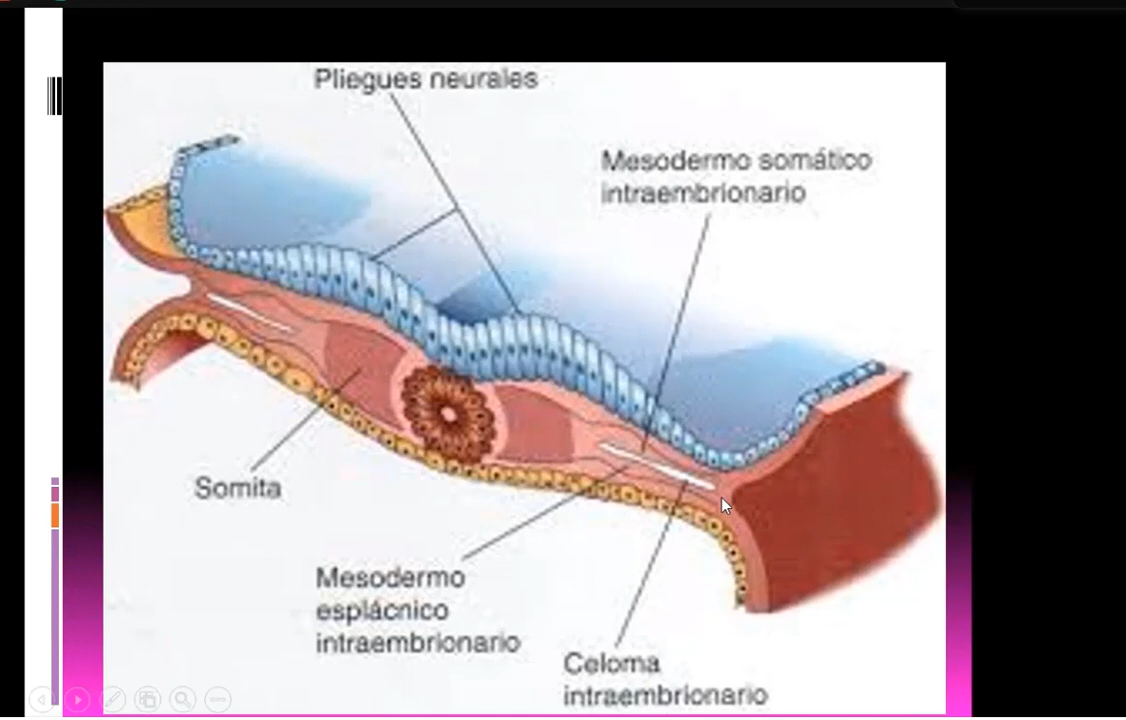 Pliegues neurales
Mesodermo somático
intraembrionario
Somita
Mesodermo
esplácnico
intraembrionario
Celoma
intraembrionario